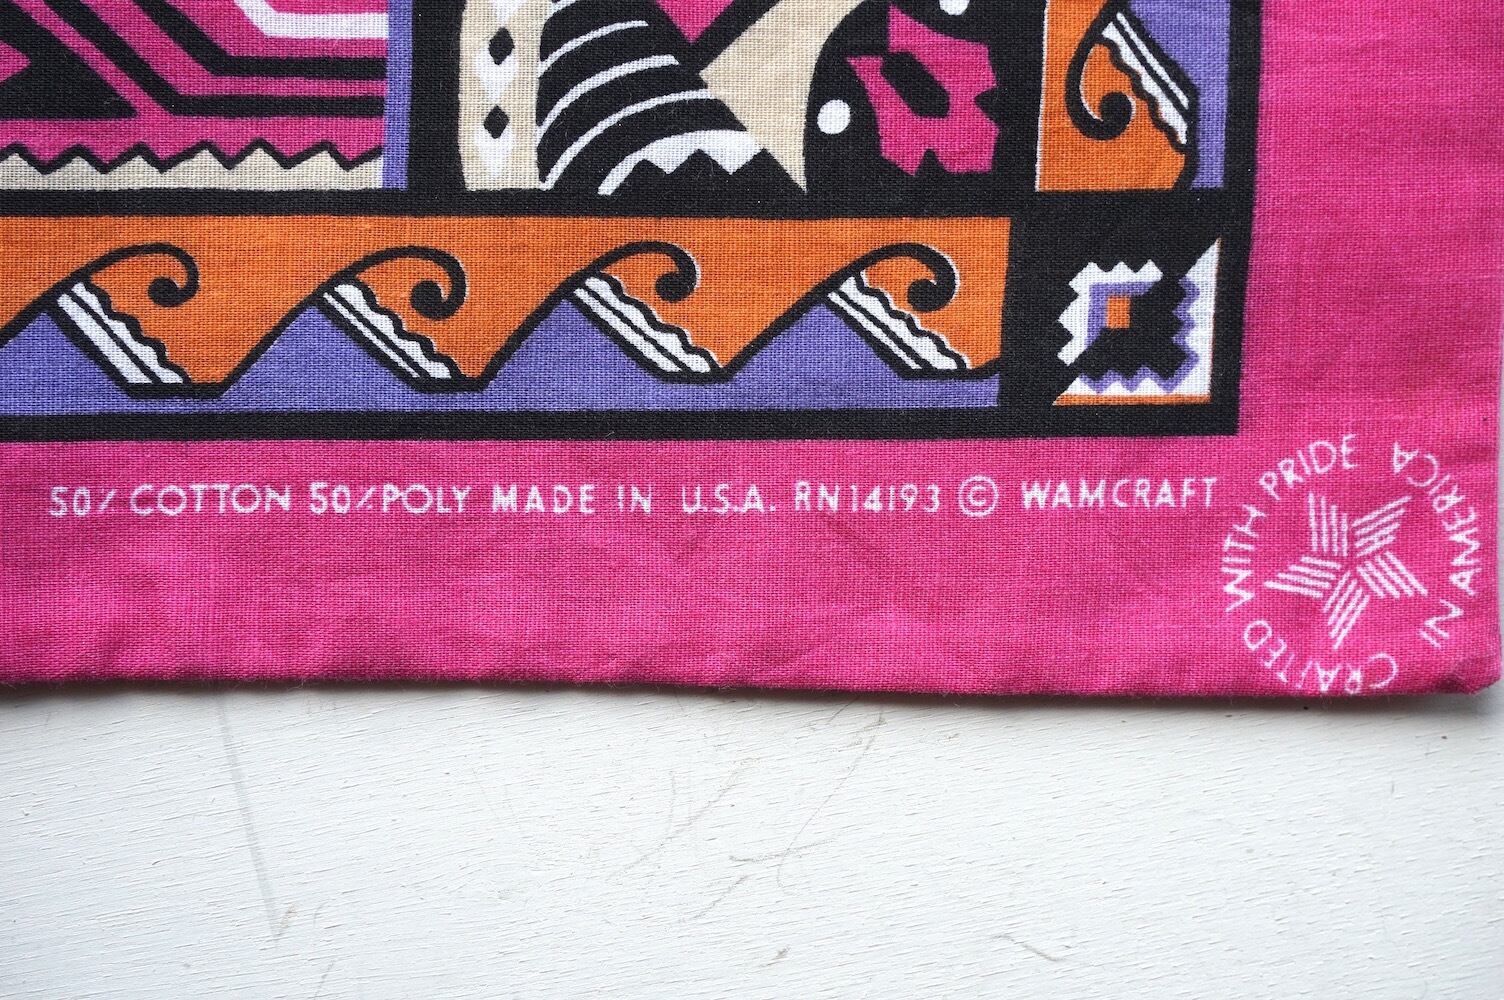 50% COTTON 50% POLY MADE IN U.S.A. RN14193 © WAMCRAFT
CRAFTED WITH PRIDE IN AMERICA